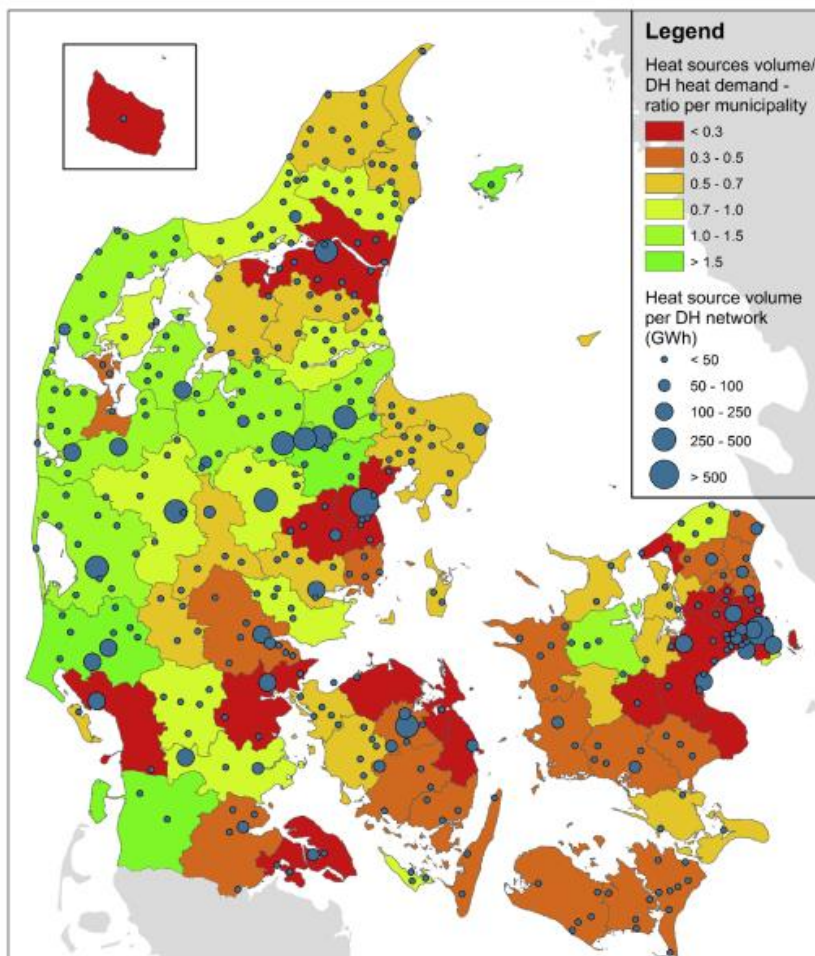 Legend
Heat sources volume/
DH heat demand -
ratio per municipality
< 0.3
0.3 - 0.5
0.5 - 0.7
0.7 - 1.0
1.0 - 1.5
> 1.5
Heat source volume
per DH network
(GWh)
< 50
50 - 100
100 - 250
250 - 500
> 500